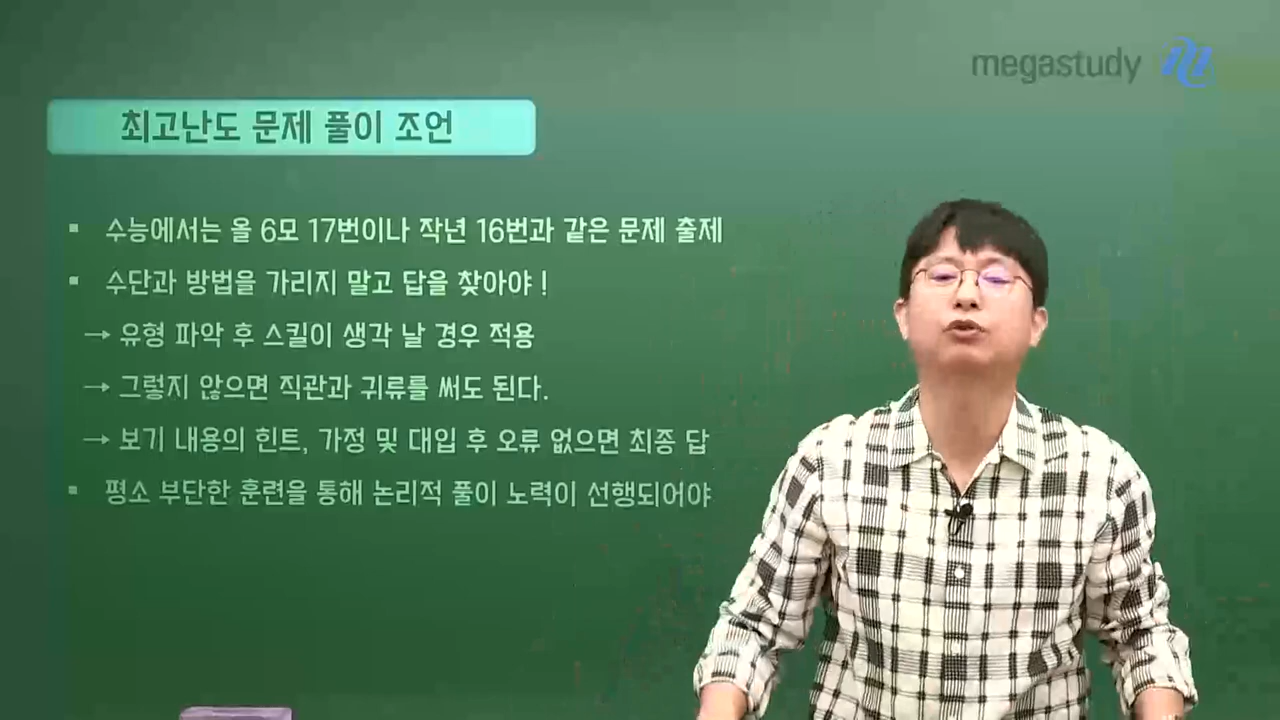 megastudy
최고난도 문제 풀이 조언
▪ 수능에서는 올 6모 17번이나 작년 16번과 같은 문제 출제
▪ 수단과 방법을 가리지 말고 답을 찾아야 !
→ 유형 파악 후 스킬이 생각 날 경우 적용
→ 그렇지 않으면 직관과 귀류를 써도 된다.
→ 보기 내용의 힌트, 가정 및 대입 후 오류 없으면 최종 답
▪ 평소 부단한 훈련을 통해 논리적 풀이 노력이 선행되어야